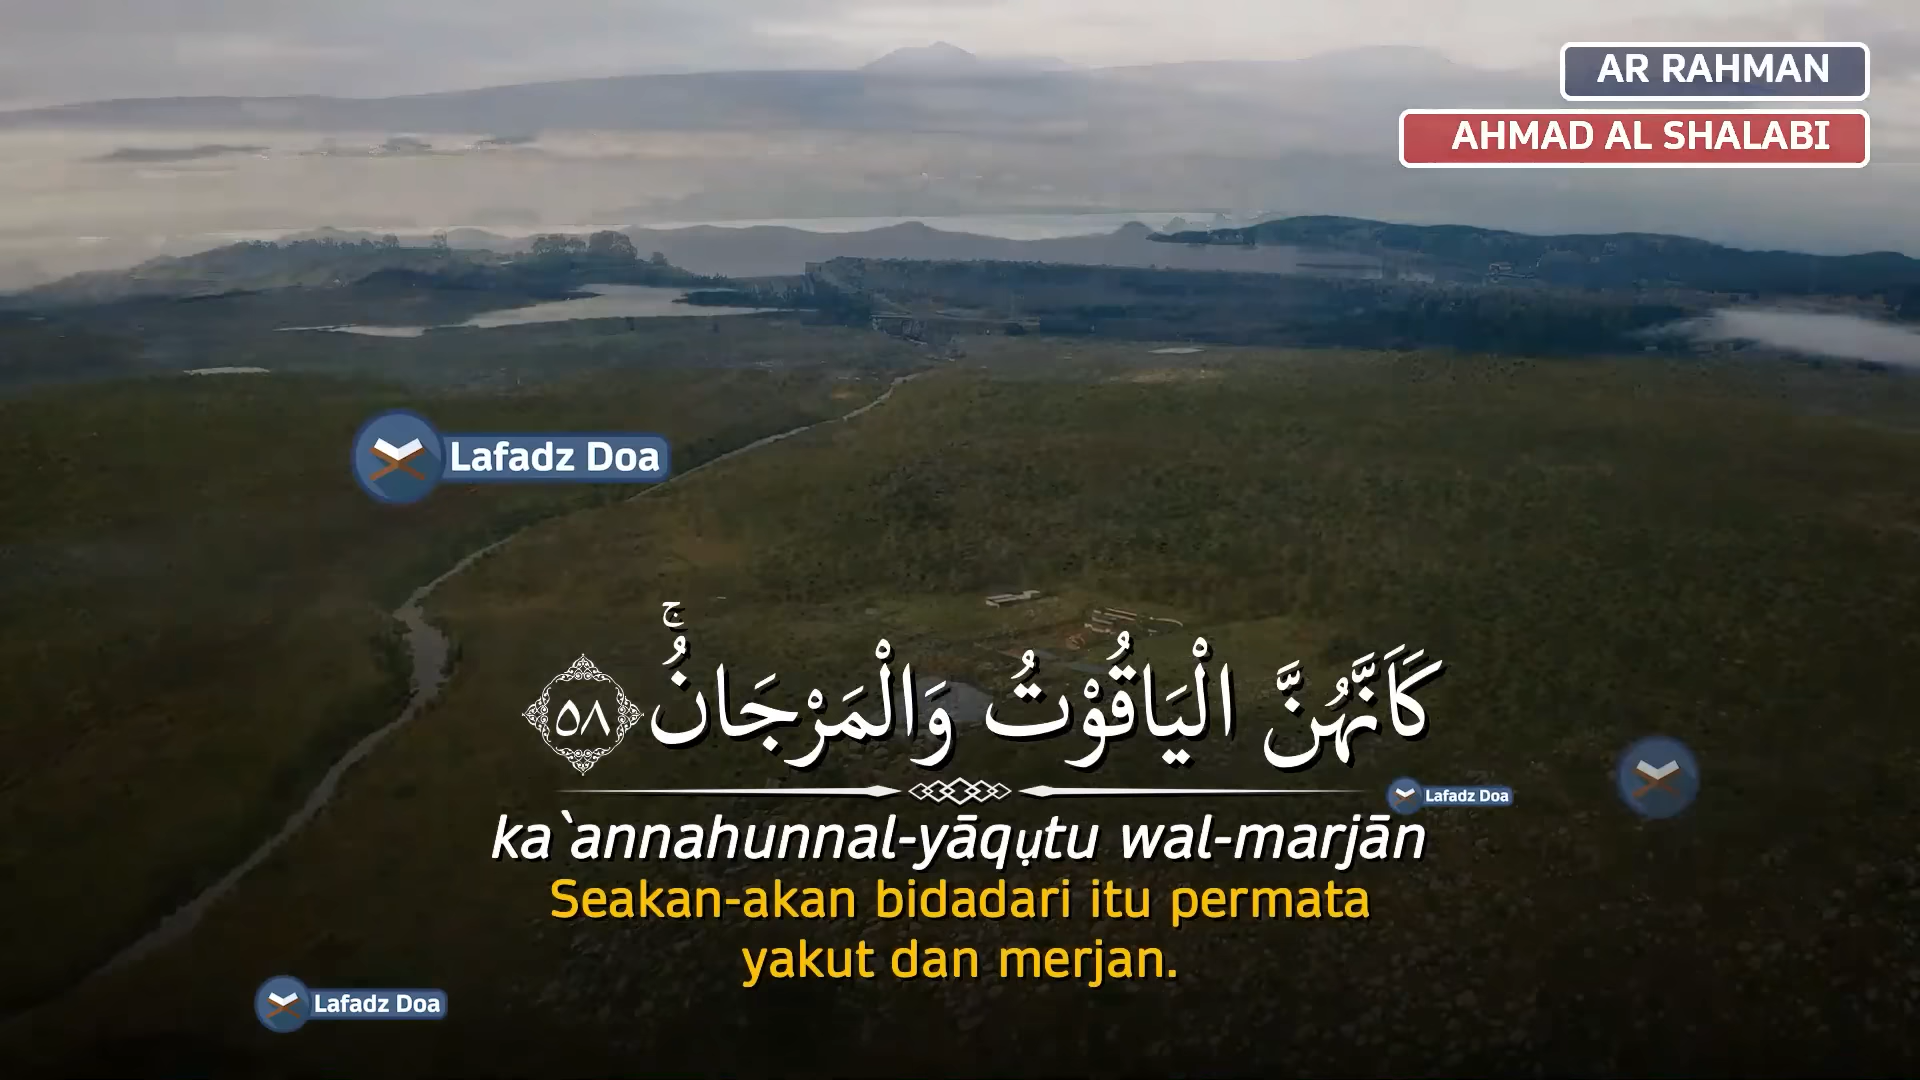 AR RAHMAN
AHMAD AL SHALABI
Lafadz Doa
كَاَنَّهُنَّ الْيَاقُوْتُ وَالْمَرْجَانُۚ ٥٨
Lafadz Doa
ka`annahunnal-yāqụtu wal-marjān
Seakan-akan bidadari itu permata
yakut dan merjan.
Lafadz Doa